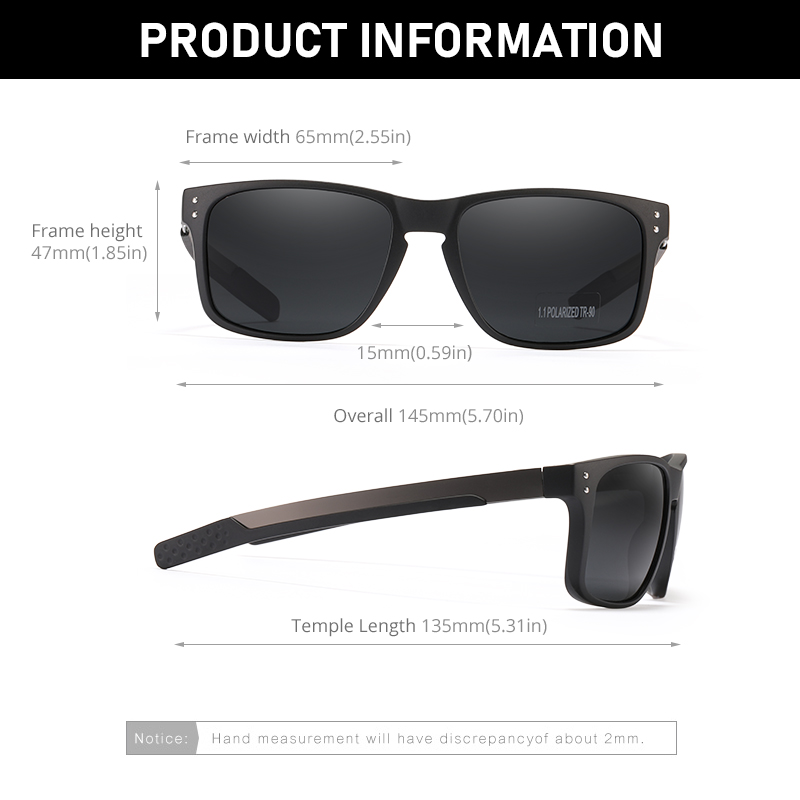 PRODUCT INFORMATION
Frame width 65mm(2.55in)
Frame height
47mm(1.85in)
1.1 POLARIZED TR-90
15mm(0.59in)
Overall 145mm(5.70in)
Temple Length 135mm(5.31in)
Notice: Hand measurement will have discrepancyof about 2mm.